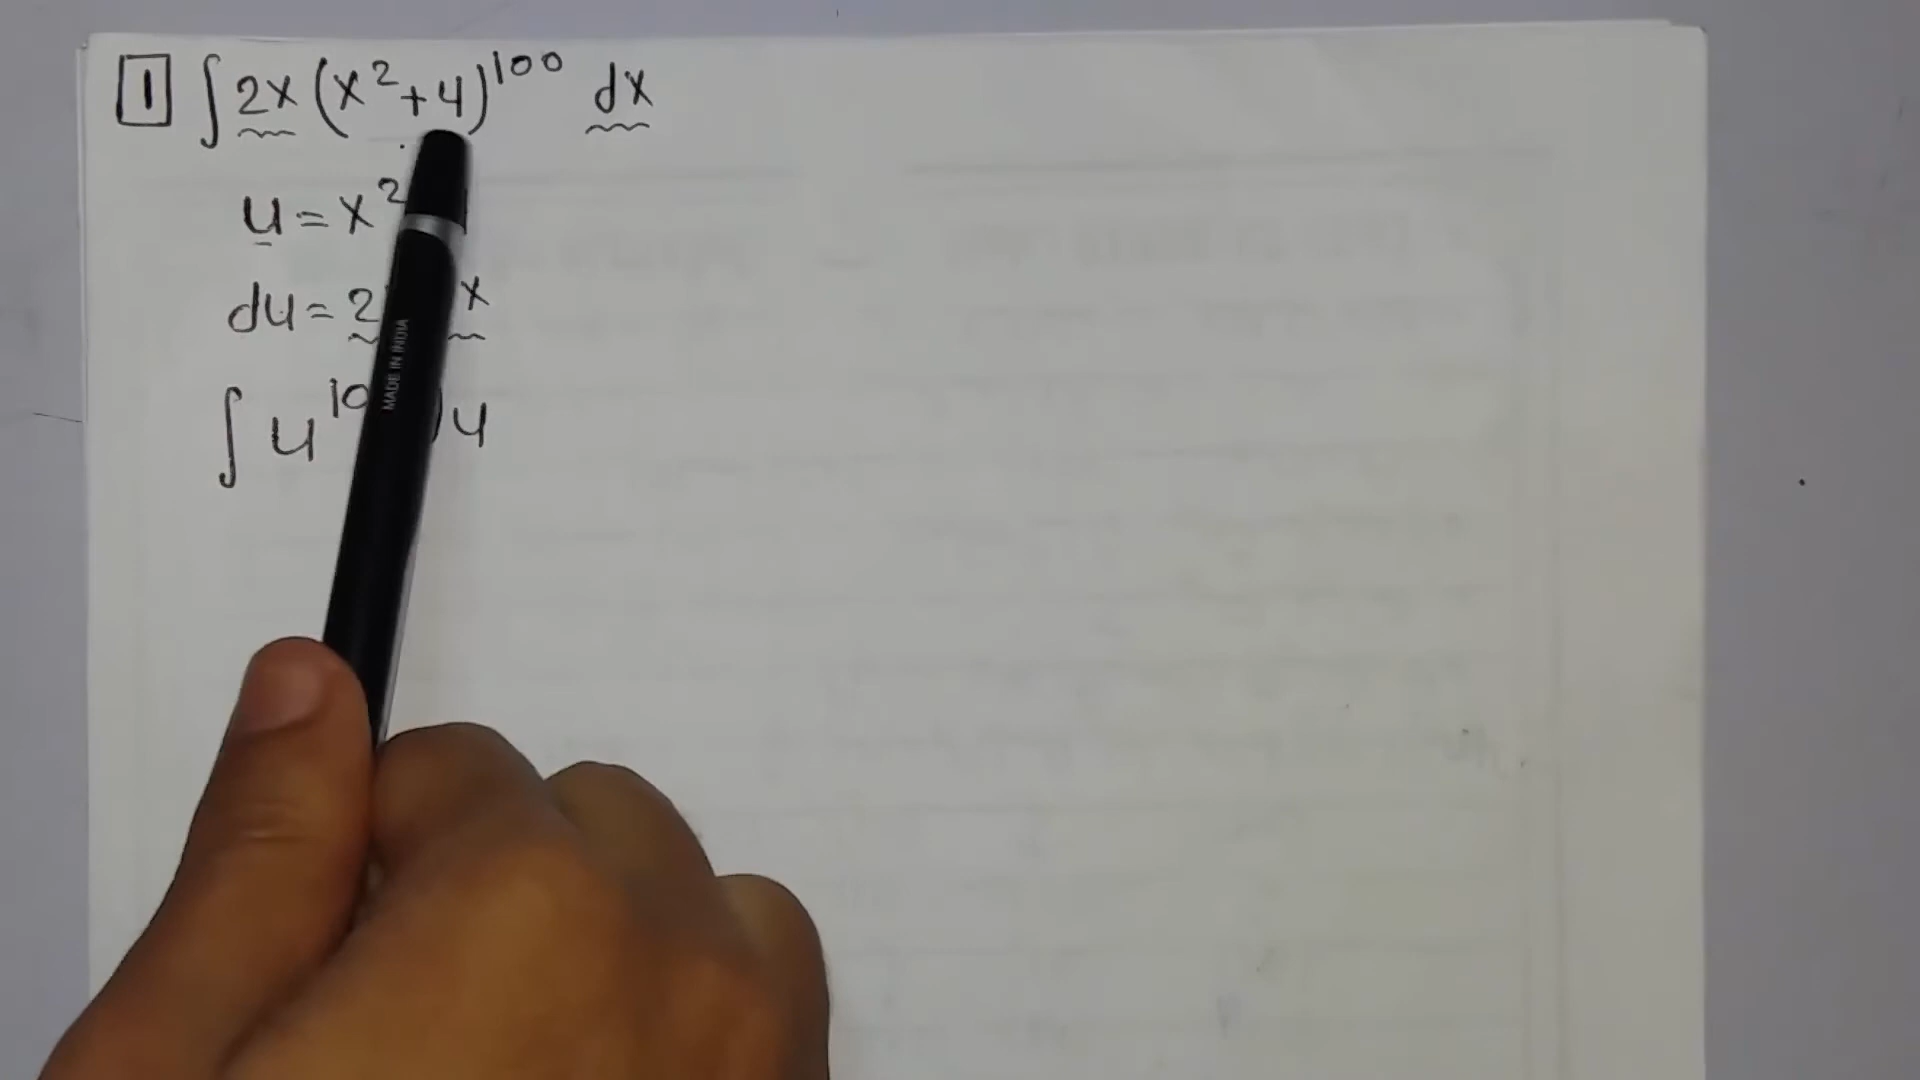 1 ∫ 2x (x²+4)¹⁰⁰ dx
u = x²
du = 2 x
∫ u¹⁰ u
MADE IN INDIA